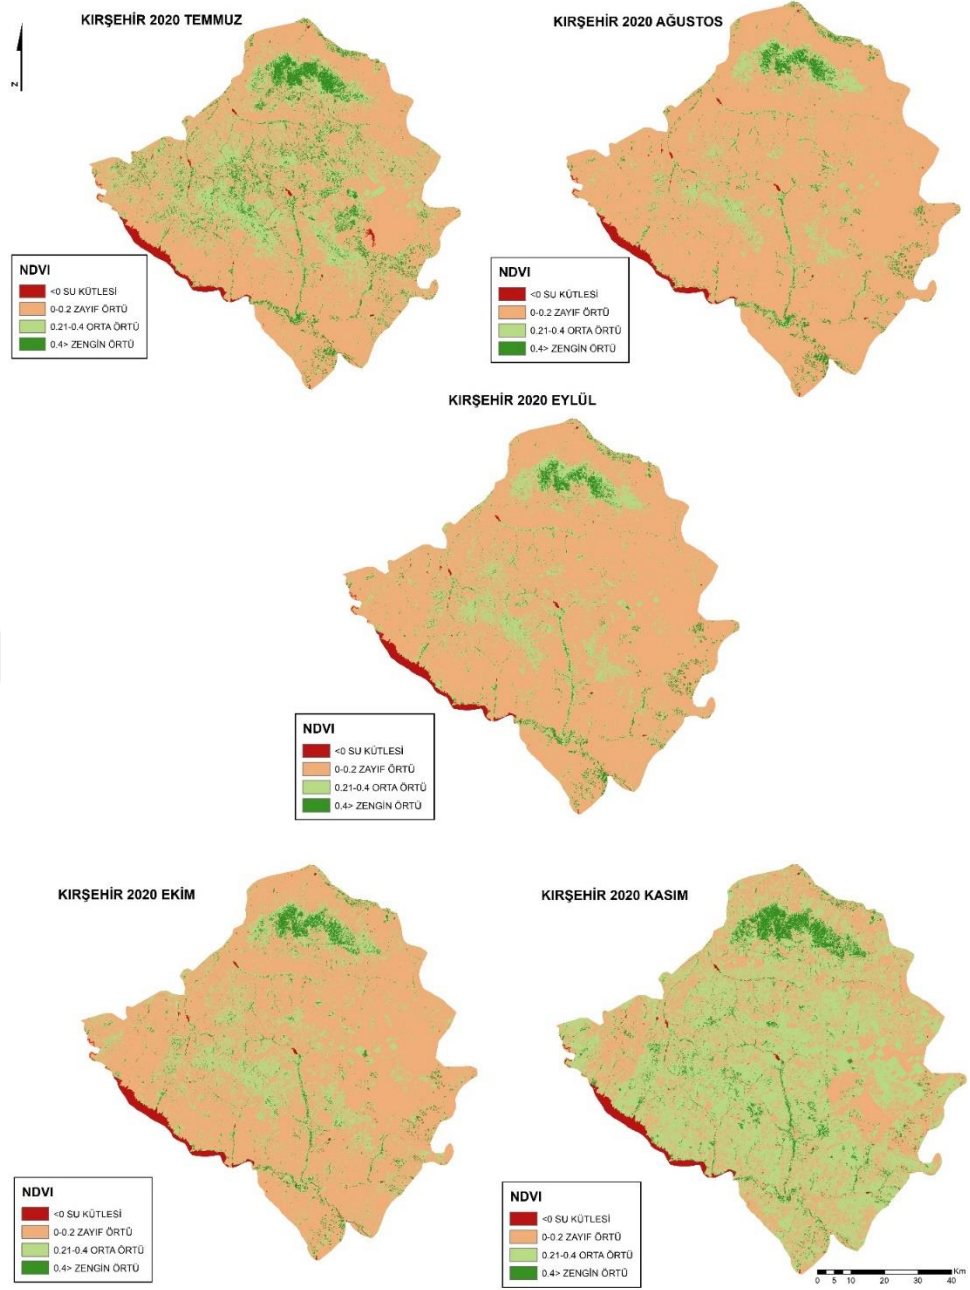 KIRŞEHİR 2020 TEMMUZ
KIRŞEHİR 2020 AĞUSTOS
N
NDVI
<0 SU KÜTLESİ
0-0.2 ZAYIF ÖRTÜ
0.21-0.4 ORTA ÖRTÜ
0.4> ZENGİN ÖRTÜ
NDVI
<0 SU KÜTLESİ
0-0.2 ZAYIF ÖRTÜ
0.21-0.4 ORTA ÖRTÜ
0.4> ZENGİN ÖRTÜ
KIRŞEHİR 2020 EYLÜL
NDVI
<0 SU KÜTLESİ
0-0.2 ZAYIF ÖRTÜ
0.21-0.4 ORTA ÖRTÜ
0.4> ZENGİN ÖRTÜ
KIRŞEHİR 2020 EKİM
KIRŞEHİR 2020 KASIM
NDVI
<0 SU KÜTLESİ
0-0.2 ZAYIF ÖRTÜ
0.21-0.4 ORTA ÖRTÜ
0.4> ZENGİN ÖRTÜ
NDVI
<0 SU KÜTLESİ
0-0.2 ZAYIF ÖRTÜ
0.21-0.4 ORTA ÖRTÜ
0.4> ZENGİN ÖRTÜ
Km
0 5 10 20 30 40